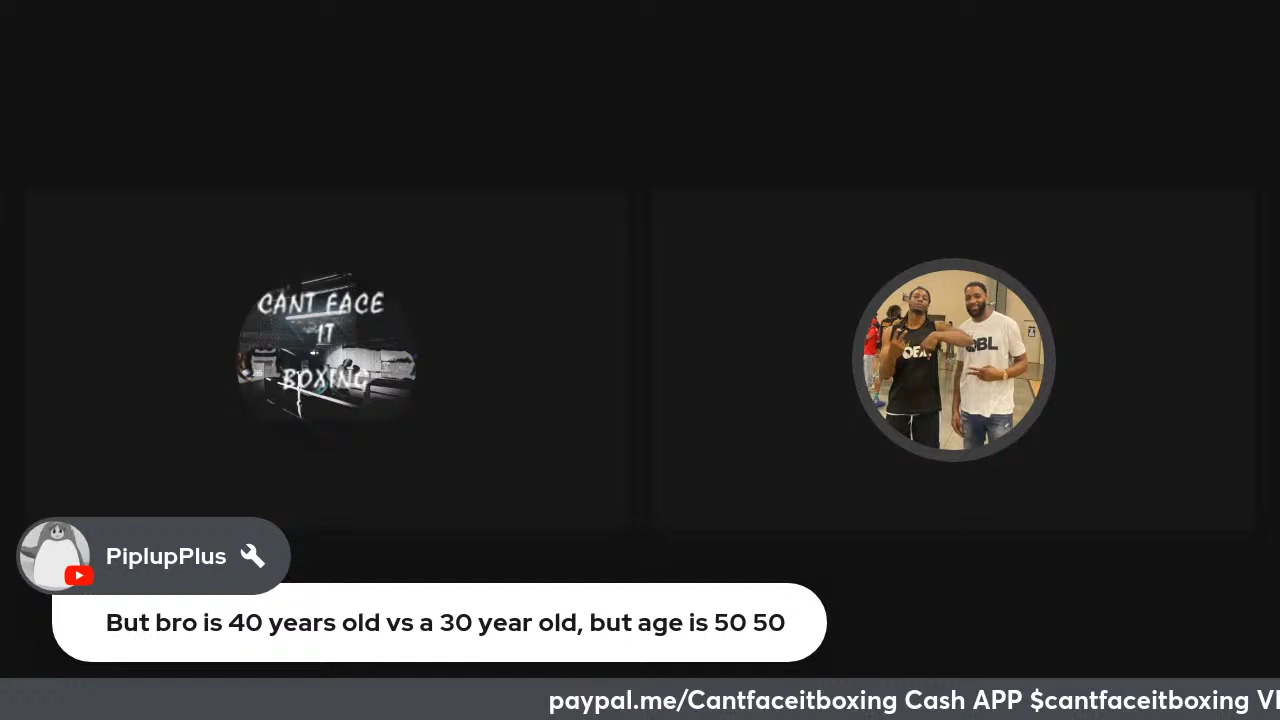 CANT FACE
IT
BOXING
QBL
PiplupPlus
But bro is 40 years old vs a 30 year old, but age is 50 50
paypal.me/Cantfaceitboxing Cash APP $cantfaceitboxing